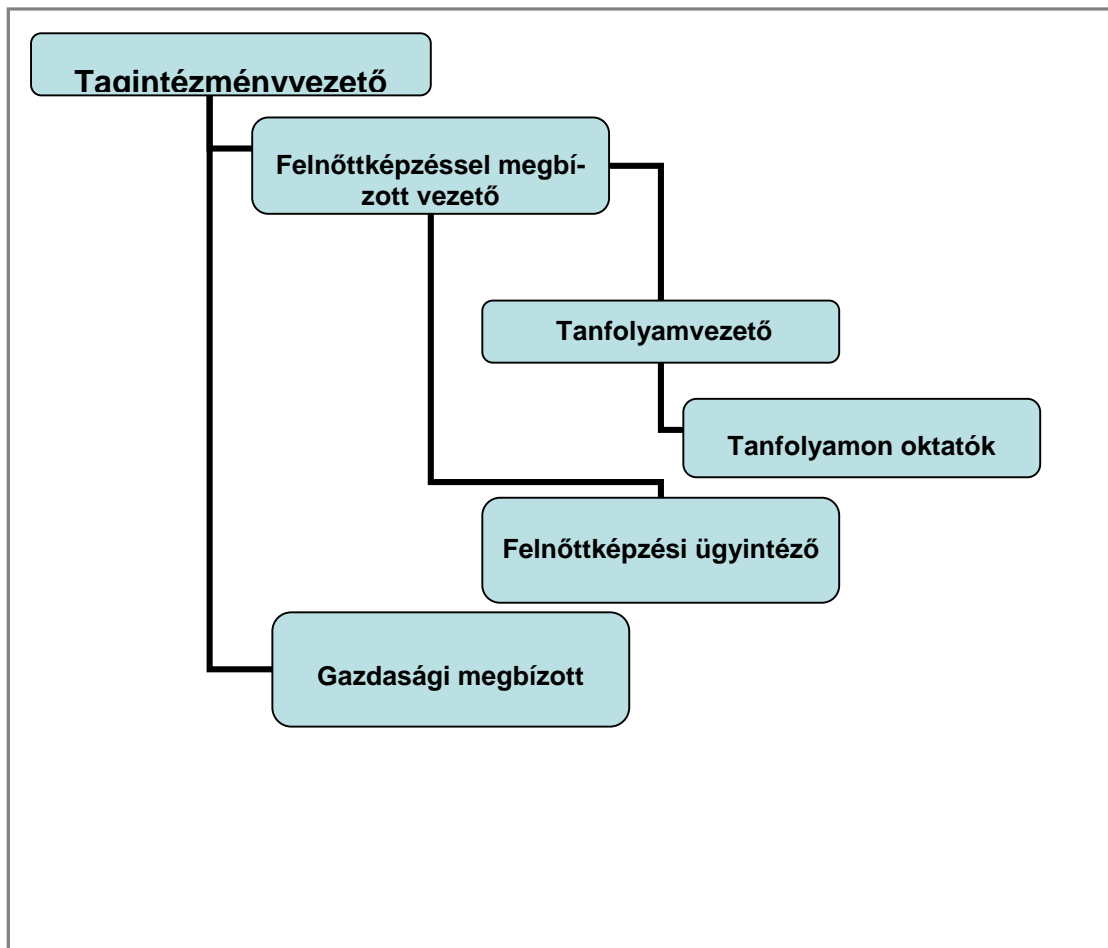 Tagintézményvezető
Felnőttképzéssel megbí-
zott vezető
Tanfolyamvezető
Tanfolyamon oktatók
Felnőttképzési ügyintéző
Gazdasági megbízott